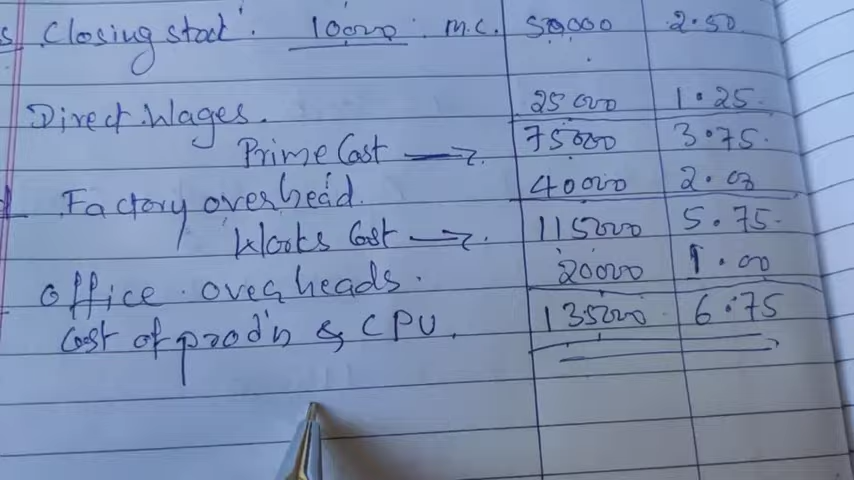 s Closing stock. 10000 M.C. 50000 2.50
Direct Wages. 25000 1.25
Prime Cost → 75000 3.75
Factory overhead. 40000 2.00
Works Cost → 115000 5.75
Office overheads. 20000 1.00
Cost of prod'n & CPU. 135000 6.75